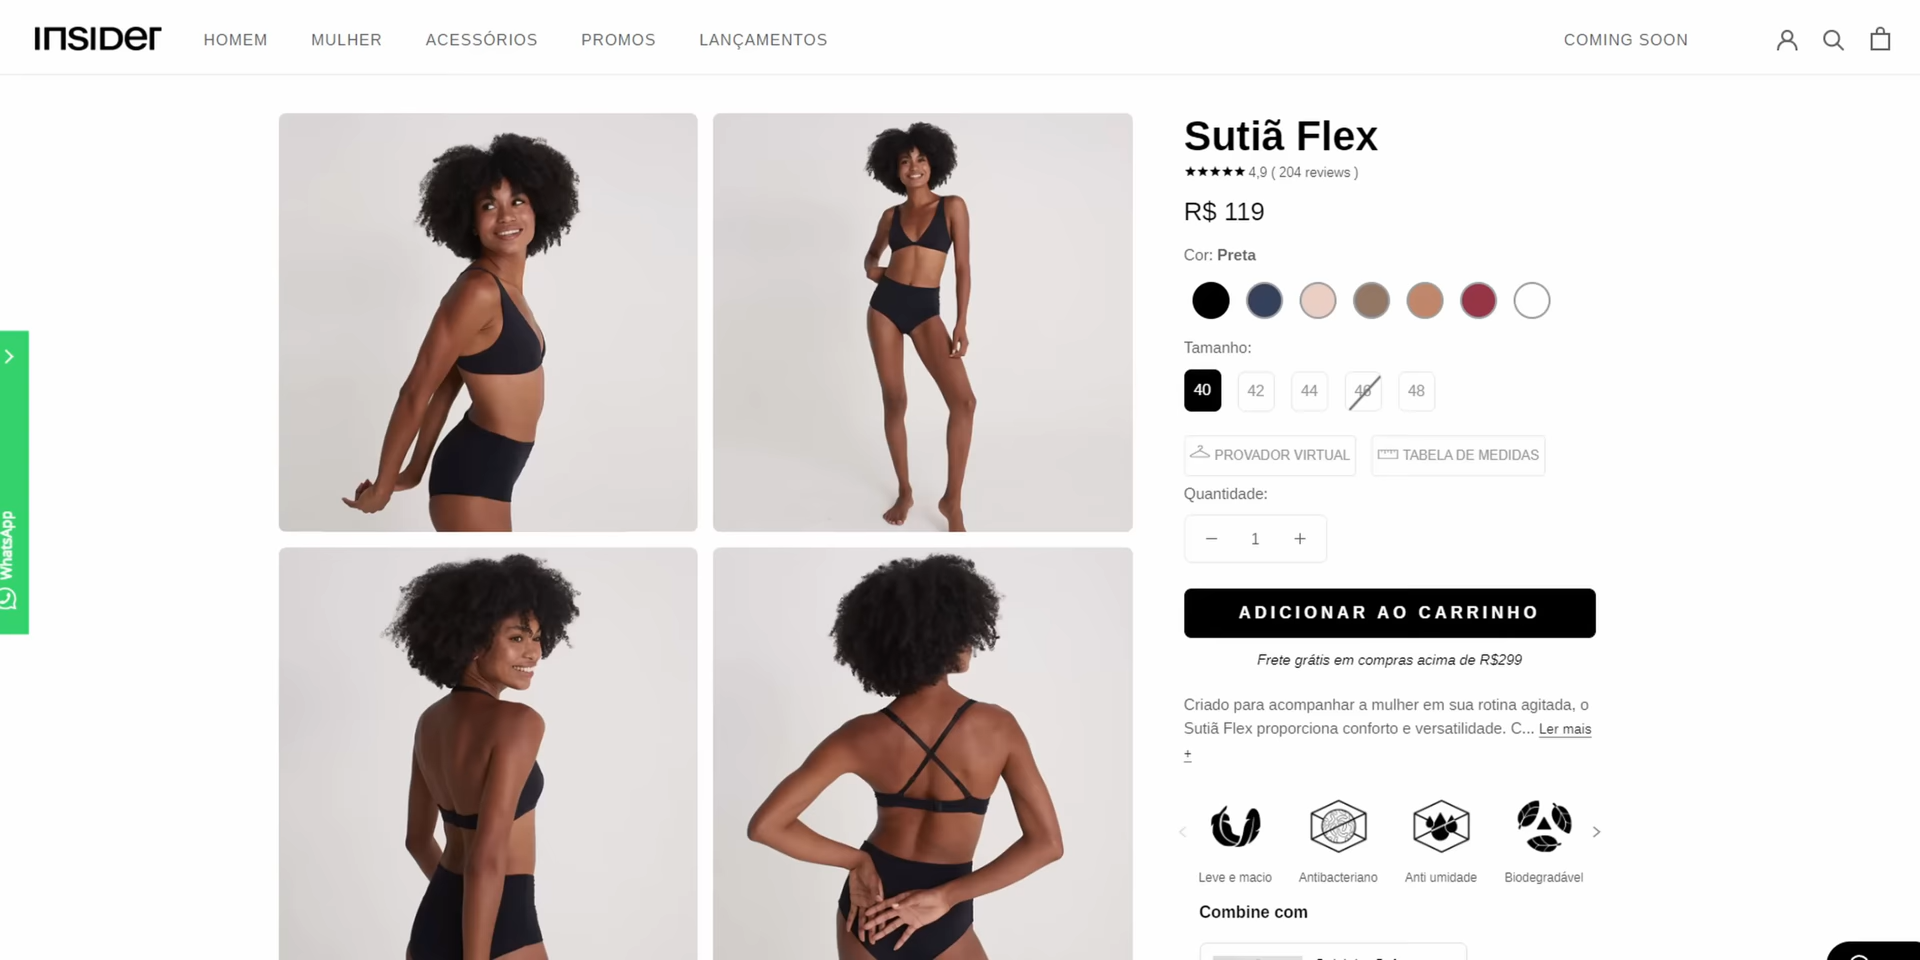 INSIDER
HOMEM
MULHER
ACESSÓRIOS
PROMOS
LANÇAMENTOS
COMING SOON
WhatsApp
Sutiã Flex
★★★★★ 4,9 ( 204 reviews )
R$ 119
Cor: Preta
Tamanho:
40
42
44
46
48
PROVADOR VIRTUAL
TABELA DE MEDIDAS
Quantidade:
− 1 +
ADICIONAR AO CARRINHO
Frete grátis em compras acima de R$299
Criado para acompanhar a mulher em sua rotina agitada, o
Sutiã Flex proporciona conforto e versatilidade. C... Ler mais
+
Leve e macio
Antibacteriano
Anti umidade
Biodegradável
Combine com